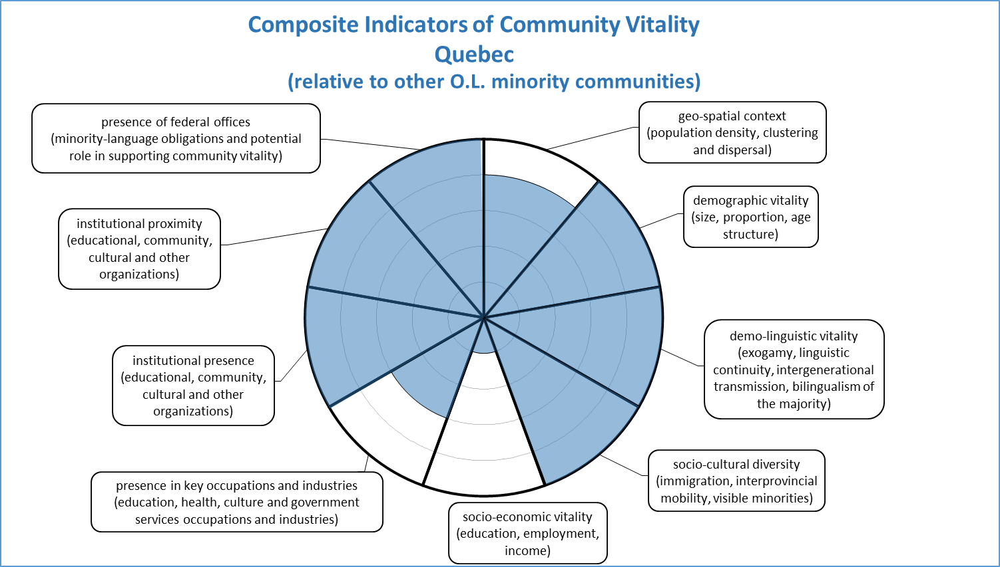 Composite Indicators of Community Vitality
Quebec
(relative to other O.L. minority communities)
presence of federal offices
(minority-language obligations and potential
role in supporting community vitality)
geo-spatial context
(population density, clustering
and dispersal)
demographic vitality
(size, proportion, age
structure)
institutional proximity
(educational, community,
cultural and other
organizations)
demo-linguistic vitality
(exogamy, linguistic
continuity, intergenerational
transmission, bilingualism of
the majority)
institutional presence
(educational, community,
cultural and other
organizations)
socio-cultural diversity
(immigration, interprovincial
mobility, visible minorities)
presence in key occupations and industries
(education, health, culture and government
services occupations and industries)
socio-economic vitality
(education, employment,
income)